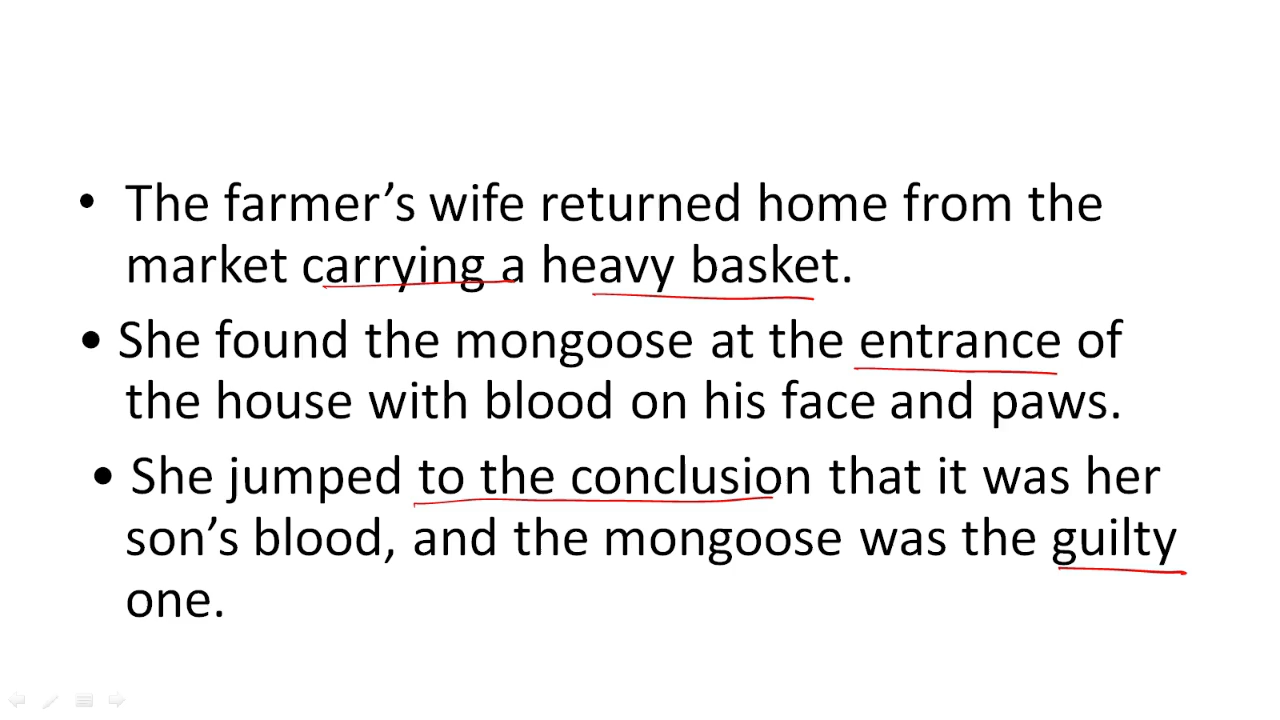 • The farmer’s wife returned home from the
market carrying a heavy basket.
• She found the mongoose at the entrance of
the house with blood on his face and paws.
• She jumped to the conclusion that it was her
son’s blood, and the mongoose was the guilty
one.